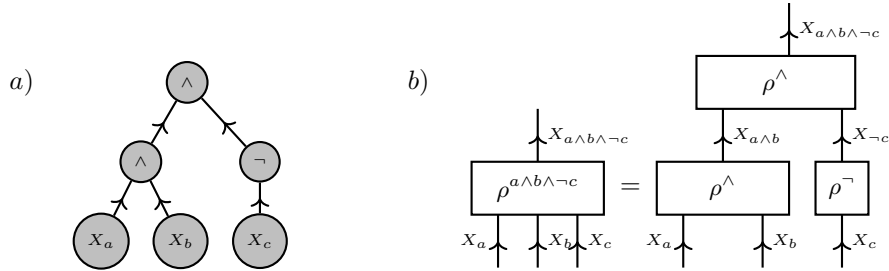 a)
∧
∧ ¬
X_a X_b X_c
b)
X_{a∧b∧¬c}
ρ^∧
X_{a∧b∧¬c} X_{a∧b} X_{¬c}
ρ^{a∧b∧¬c} = ρ^∧ ρ^¬
X_a X_b X_c X_a X_b X_c